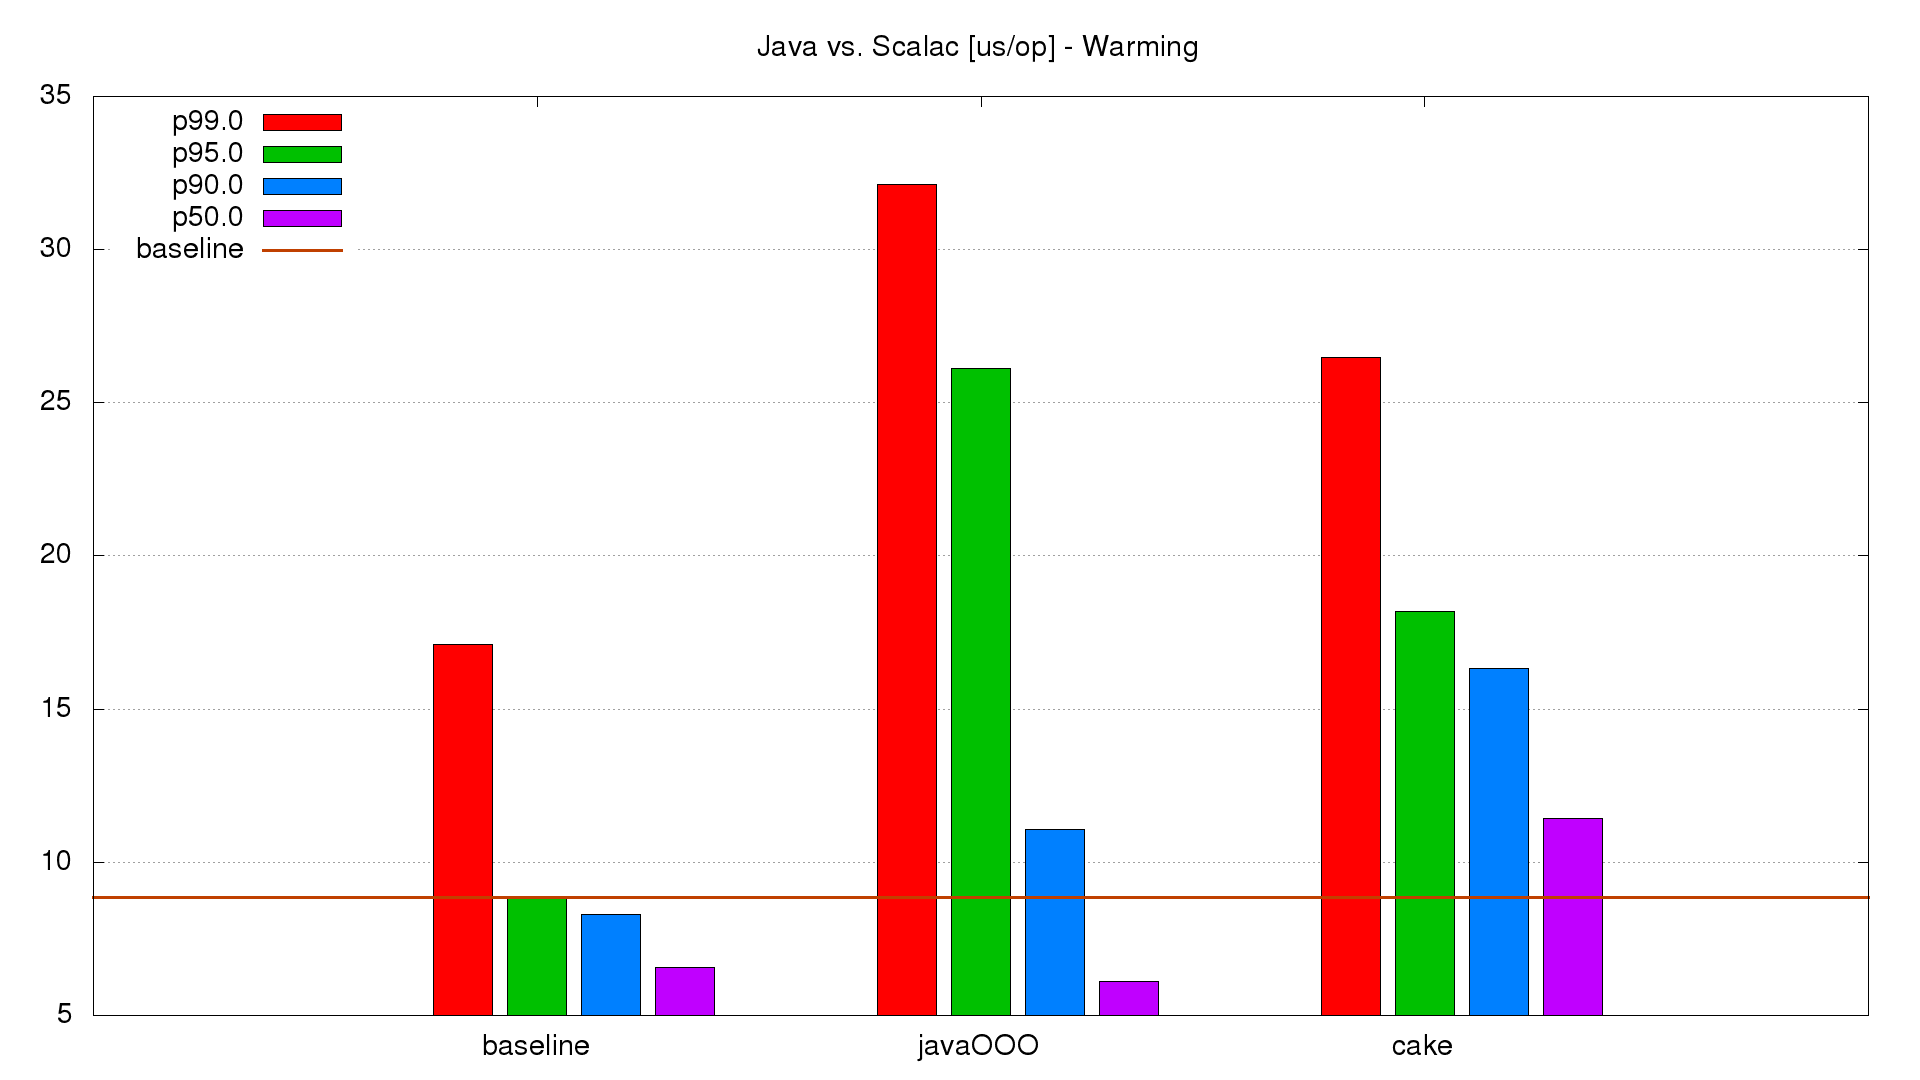 Java vs. Scalac [us/op] - Warming
35
30
25
20
15
10
5
p99.0
p95.0
p90.0
p50.0
baseline
baseline
javaOOO
cake